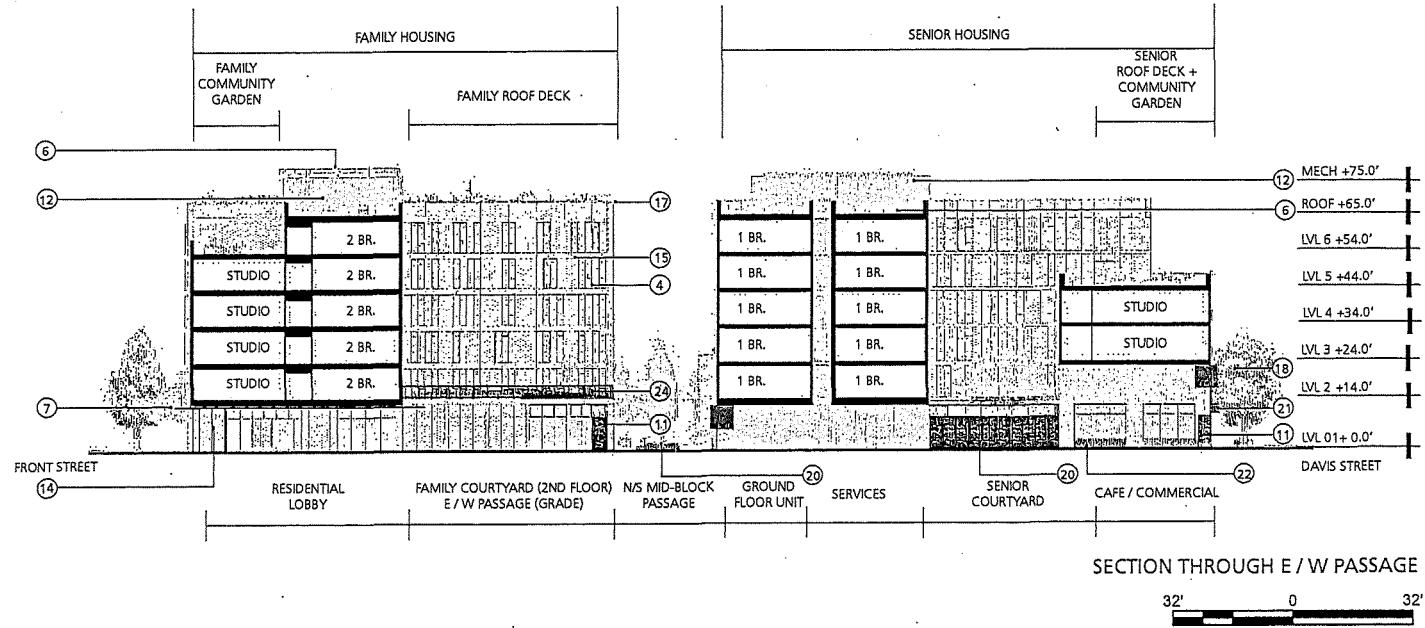 FAMILY HOUSING
SENIOR HOUSING
FAMILY
COMMUNITY
GARDEN
FAMILY ROOF DECK
SENIOR
ROOF DECK +
COMMUNITY
GARDEN
6
12
17
15
4
7
24
11
14
20
12
6
18
21
11
20
22
MECH +75.0'
ROOF +65.0'
LVL 6 +54.0'
LVL 5 +44.0'
LVL 4 +34.0'
LVL 3 +24.0'
LVL 2 +14.0'
LVL 01+ 0.0'
2 BR.
1 BR.
1 BR.
STUDIO
2 BR.
1 BR.
1 BR.
STUDIO
2 BR.
1 BR.
1 BR.
STUDIO
STUDIO
2 BR.
1 BR.
1 BR.
STUDIO
STUDIO
2 BR.
1 BR.
1 BR.
FRONT STREET
DAVIS STREET
RESIDENTIAL
LOBBY
FAMILY COURTYARD (2ND FLOOR)
E / W PASSAGE (GRADE)
N/S MID-BLOCK
PASSAGE
GROUND
FLOOR UNIT
SERVICES
SENIOR
COURTYARD
CAFE / COMMERCIAL
SECTION THROUGH E / W PASSAGE
32' 0 32'